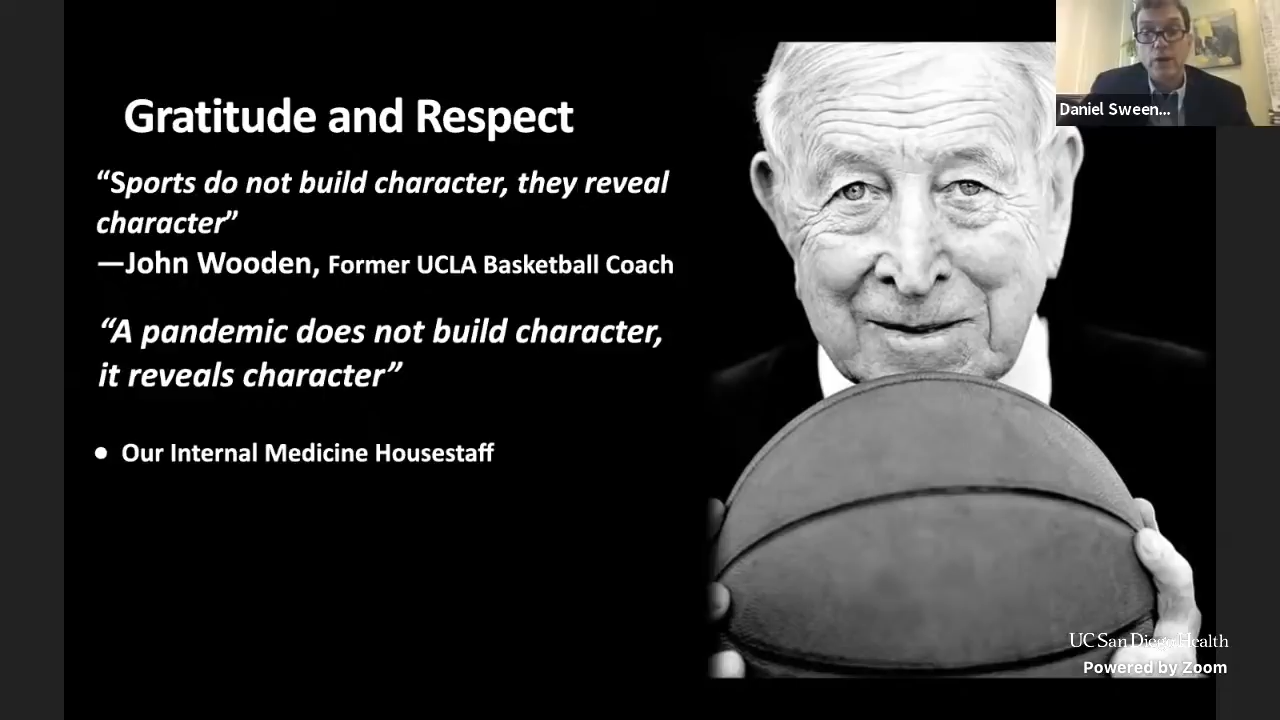 Gratitude and Respect
“Sports do not build character, they reveal
character”
—John Wooden, Former UCLA Basketball Coach
“A pandemic does not build character,
it reveals character”
● Our Internal Medicine Housestaff
Daniel Sween...
UC San Diego Health
Powered by Zoom